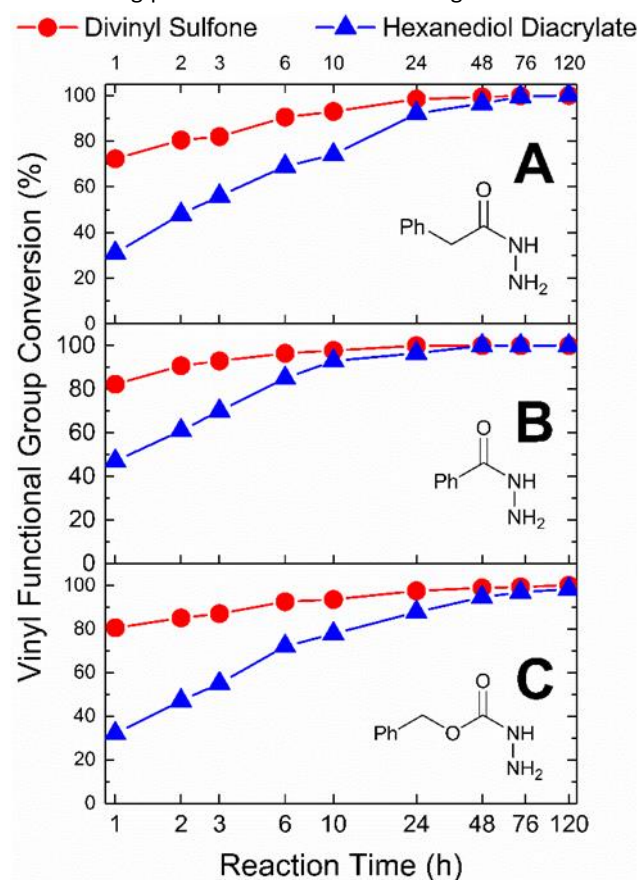 Divinyl Sulfone Hexanediol Diacrylate
1 2 3 6 10 24 48 76 120
Vinyl Functional Group Conversion (%)
100
80
60
40
20
0
A
O
Ph
NH
NH2
100
80
60
40
20
0
B
O
Ph
NH
NH2
100
80
60
40
20
0
C
O
Ph
O
NH
NH2
1 2 3 6 10 24 48 76 120
Reaction Time (h)